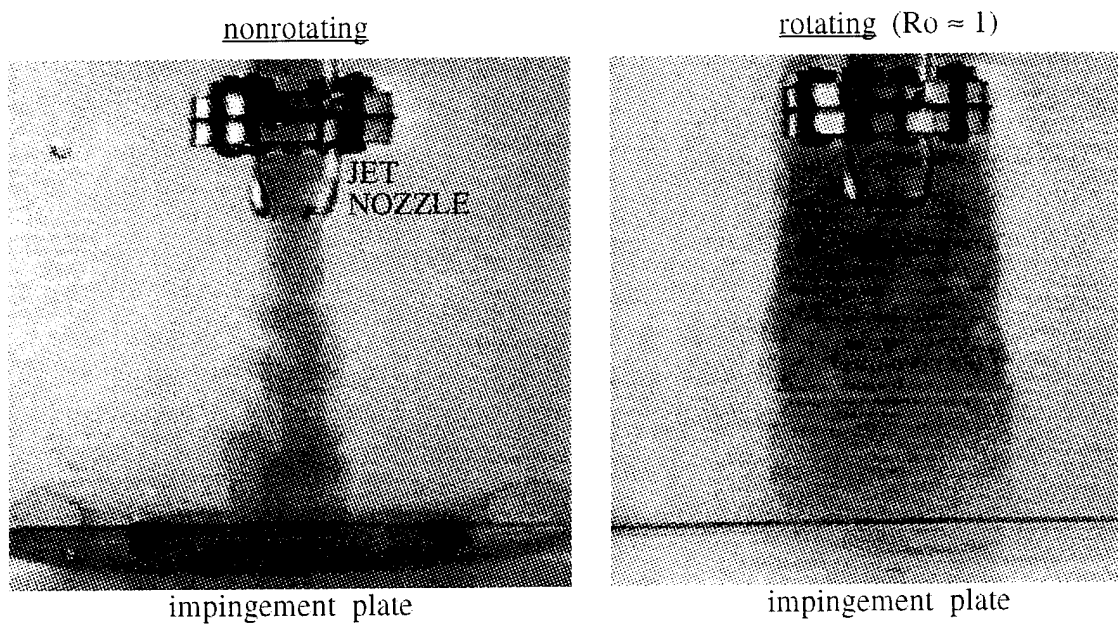 nonrotating
rotating (Ro ≈ 1)
JET
NOZZLE
impingement plate
impingement plate